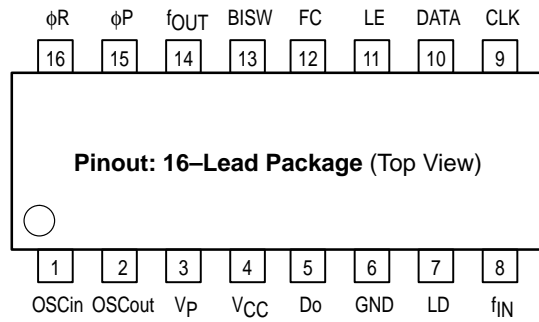 φR φP fOUT BISW FC LE DATA CLK
16 15 14 13 12 11 10 9
Pinout: 16–Lead Package (Top View)
1 2 3 4 5 6 7 8
OSCin OSCout VP VCC Do GND LD fIN